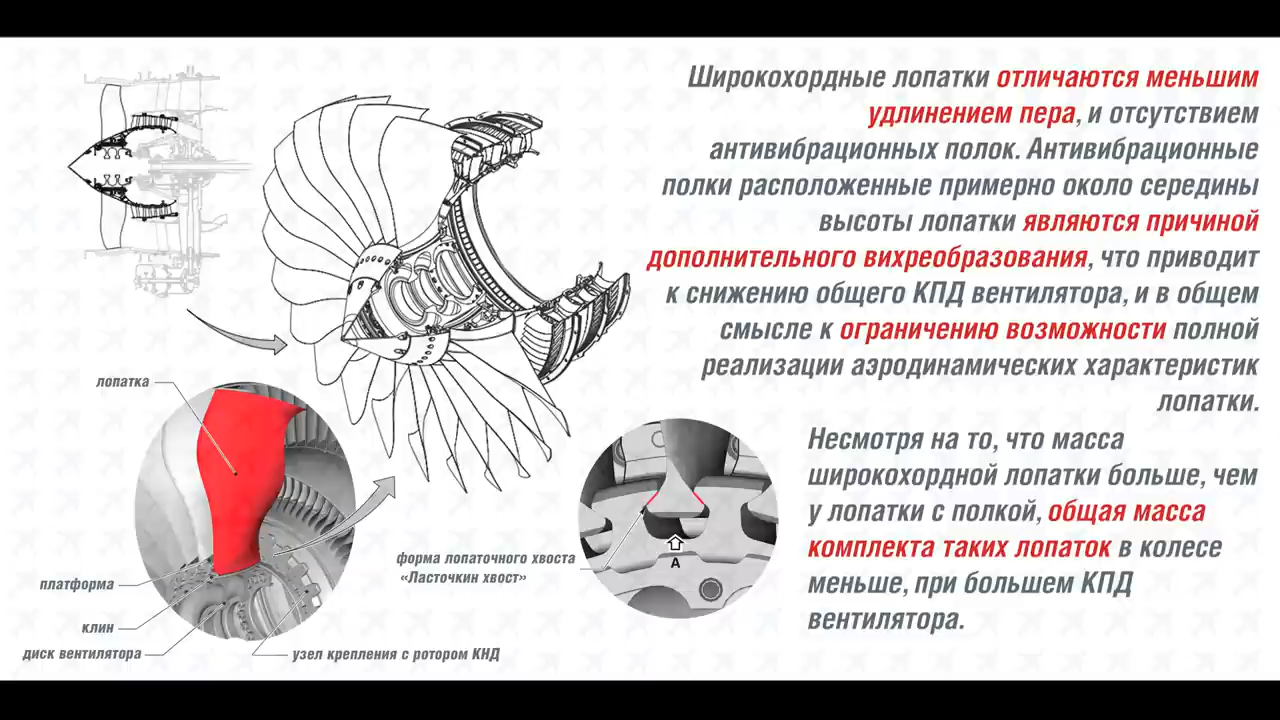 Широкохордные лопатки отличаются меньшим
удлинением пера, и отсутствием
антивибрационных полок. Антивибрационные
полки расположенные примерно около середины
высоты лопатки являются причиной
дополнительного вихреобразования, что приводит
к снижению общего КПД вентилятора, и в общем
смысле к ограничению возможности полной
реализации аэродинамических характеристик
лопатки.
Несмотря на то, что масса
широкохордной лопатки больше, чем
у лопатки с полкой, общая масса
комплекта таких лопаток в колесе
меньше, при большем КПД
вентилятора.
лопатка
платформа
клин
диск вентилятора
узел крепления с ротором КНД
форма лопаточного хвоста
«Ласточкин хвост»
А